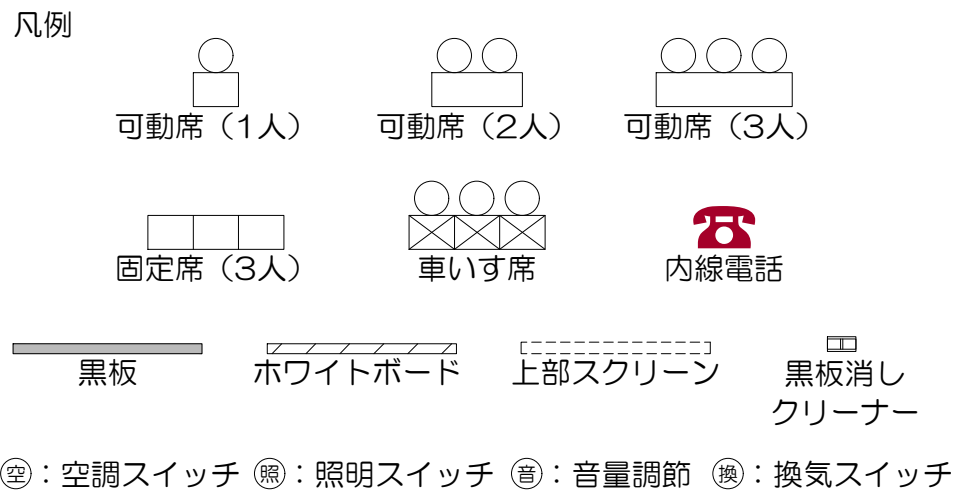 凡例
可動席（1人） 可動席（2人） 可動席（3人）
固定席（3人） 車いす席 内線電話
黒板 ホワイトボード 上部スクリーン 黒板消し
クリーナー
空：空調スイッチ 照：照明スイッチ 音：音量調節 換：換気スイッチ